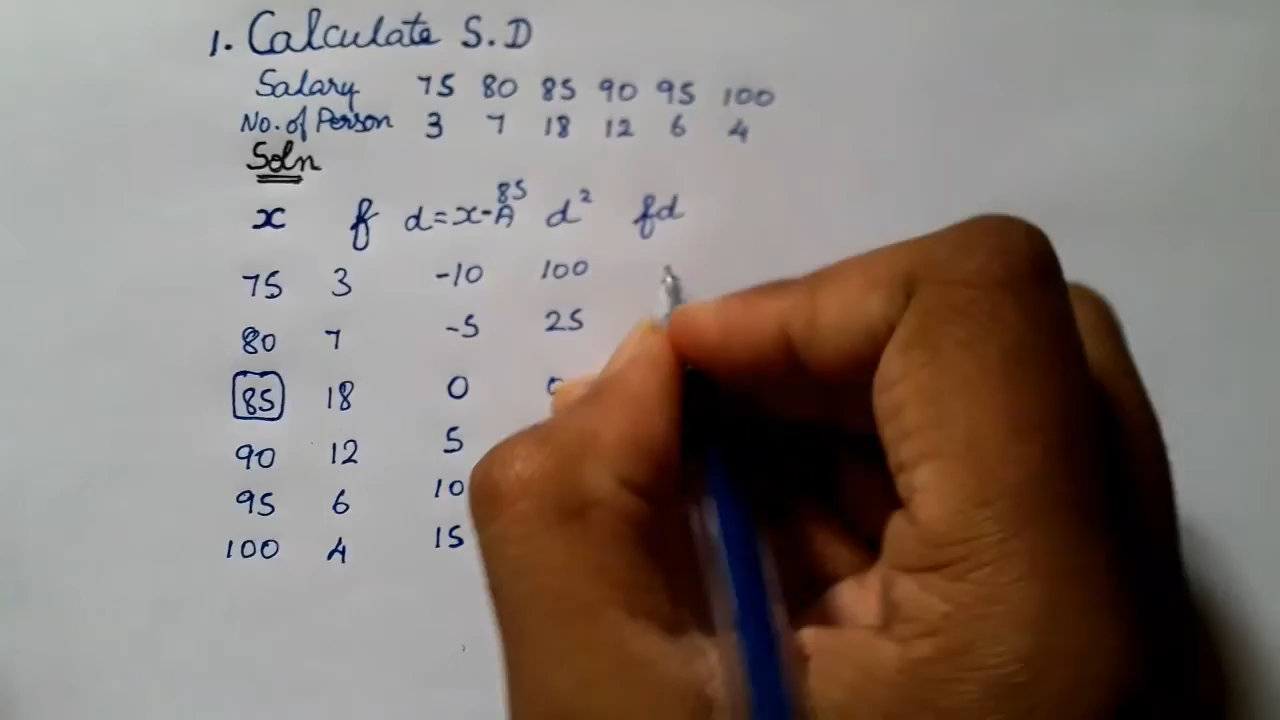 1. Calculate S.D
Salary 75 80 85 90 95 100
No. of Person 3 7 18 12 6 4
Soln
85
x f d=x-A d² fd
75 3 -10 100
80 7 -5 25
85 18 0
90 12 5
95 6 10
100 4 15